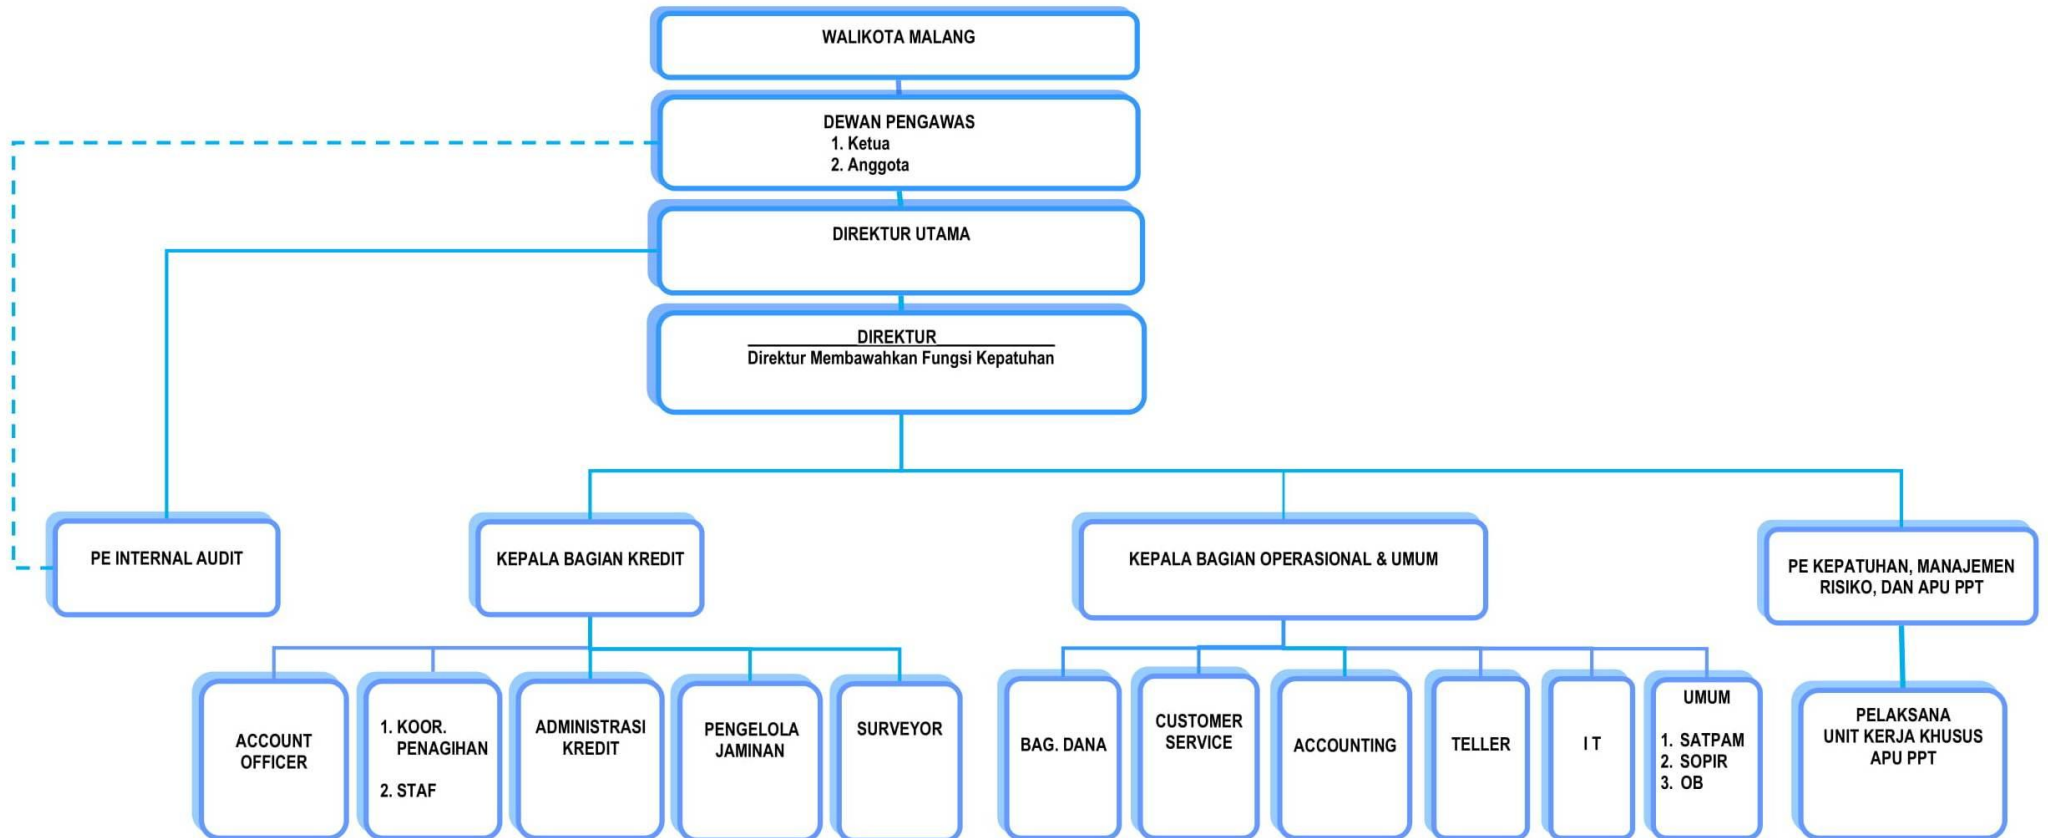 WALIKOTA MALANG
DEWAN PENGAWAS
1. Ketua
2. Anggota
DIREKTUR UTAMA
DIREKTUR
Direktur Membawahkan Fungsi Kepatuhan
PE INTERNAL AUDIT
KEPALA BAGIAN KREDIT
KEPALA BAGIAN OPERASIONAL & UMUM
PE KEPATUHAN, MANAJEMEN
RISIKO, DAN APU PPT
ACCOUNT
OFFICER
1. KOOR.
PENAGIHAN
2. STAF
ADMINISTRASI
KREDIT
PENGELOLA
JAMINAN
SURVEYOR
BAG. DANA
CUSTOMER
SERVICE
ACCOUNTING
TELLER
I T
UMUM
1. SATPAM
2. SOPIR
3. OB
PELAKSANA
UNIT KERJA KHUSUS
APU PPT